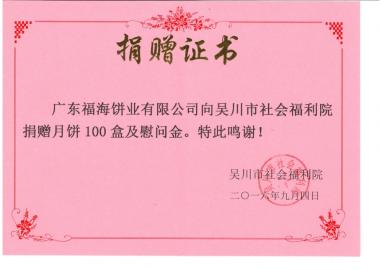 捐赠证书
广东福海饼业有限公司向吴川市社会福利院
捐赠月饼 100 盒及慰问金。特此鸣谢！
吴川市社会福利院
二〇一六年九月四日